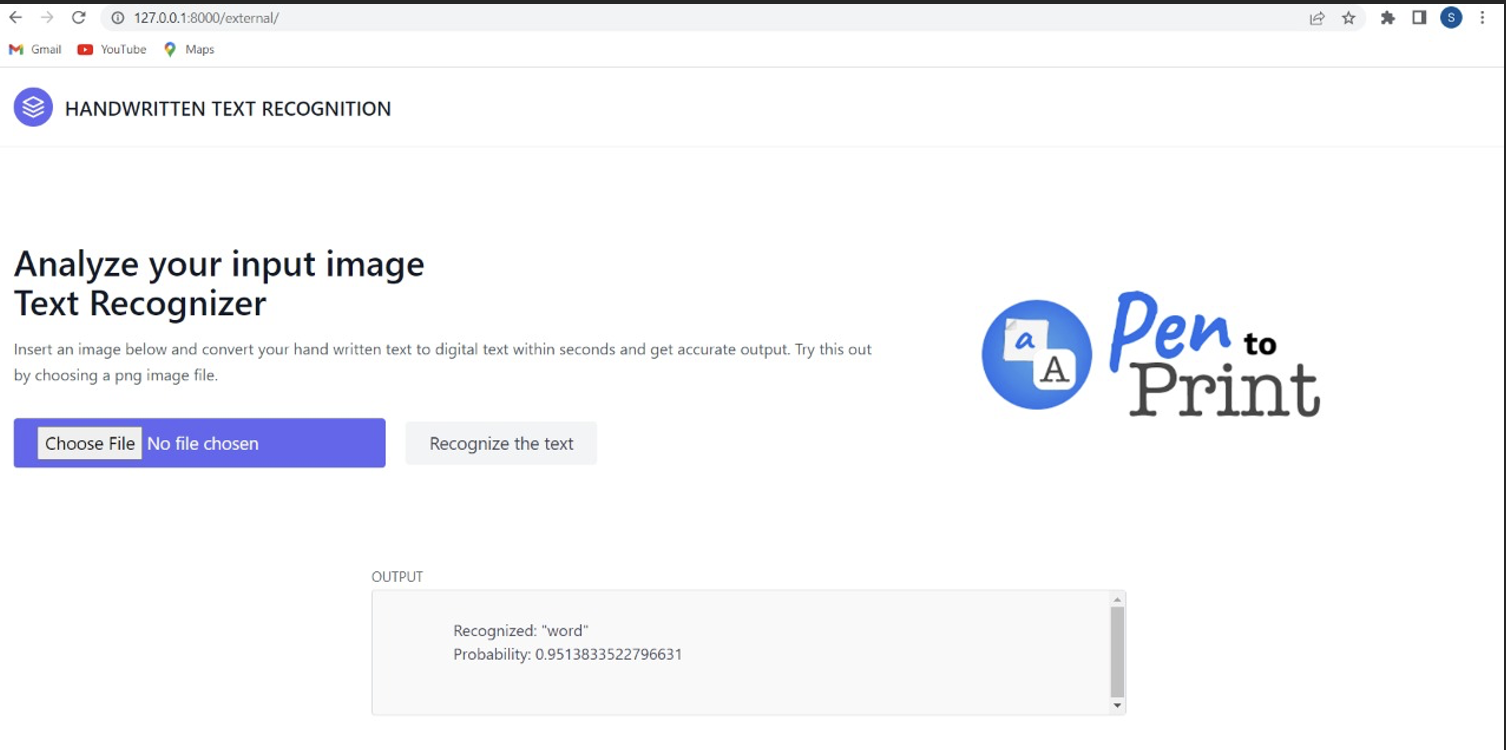 127.0.0.1:8000/external/
S
Gmail YouTube Maps
HANDWRITTEN TEXT RECOGNITION
Analyze your input image
Text Recognizer
Insert an image below and convert your hand written text to digital text within seconds and get accurate output. Try this out
by choosing a png image file.
Choose File No file chosen
Recognize the text
a
A
Pen to
Print
OUTPUT
Recognized: "word"
Probability: 0.9513833522796631